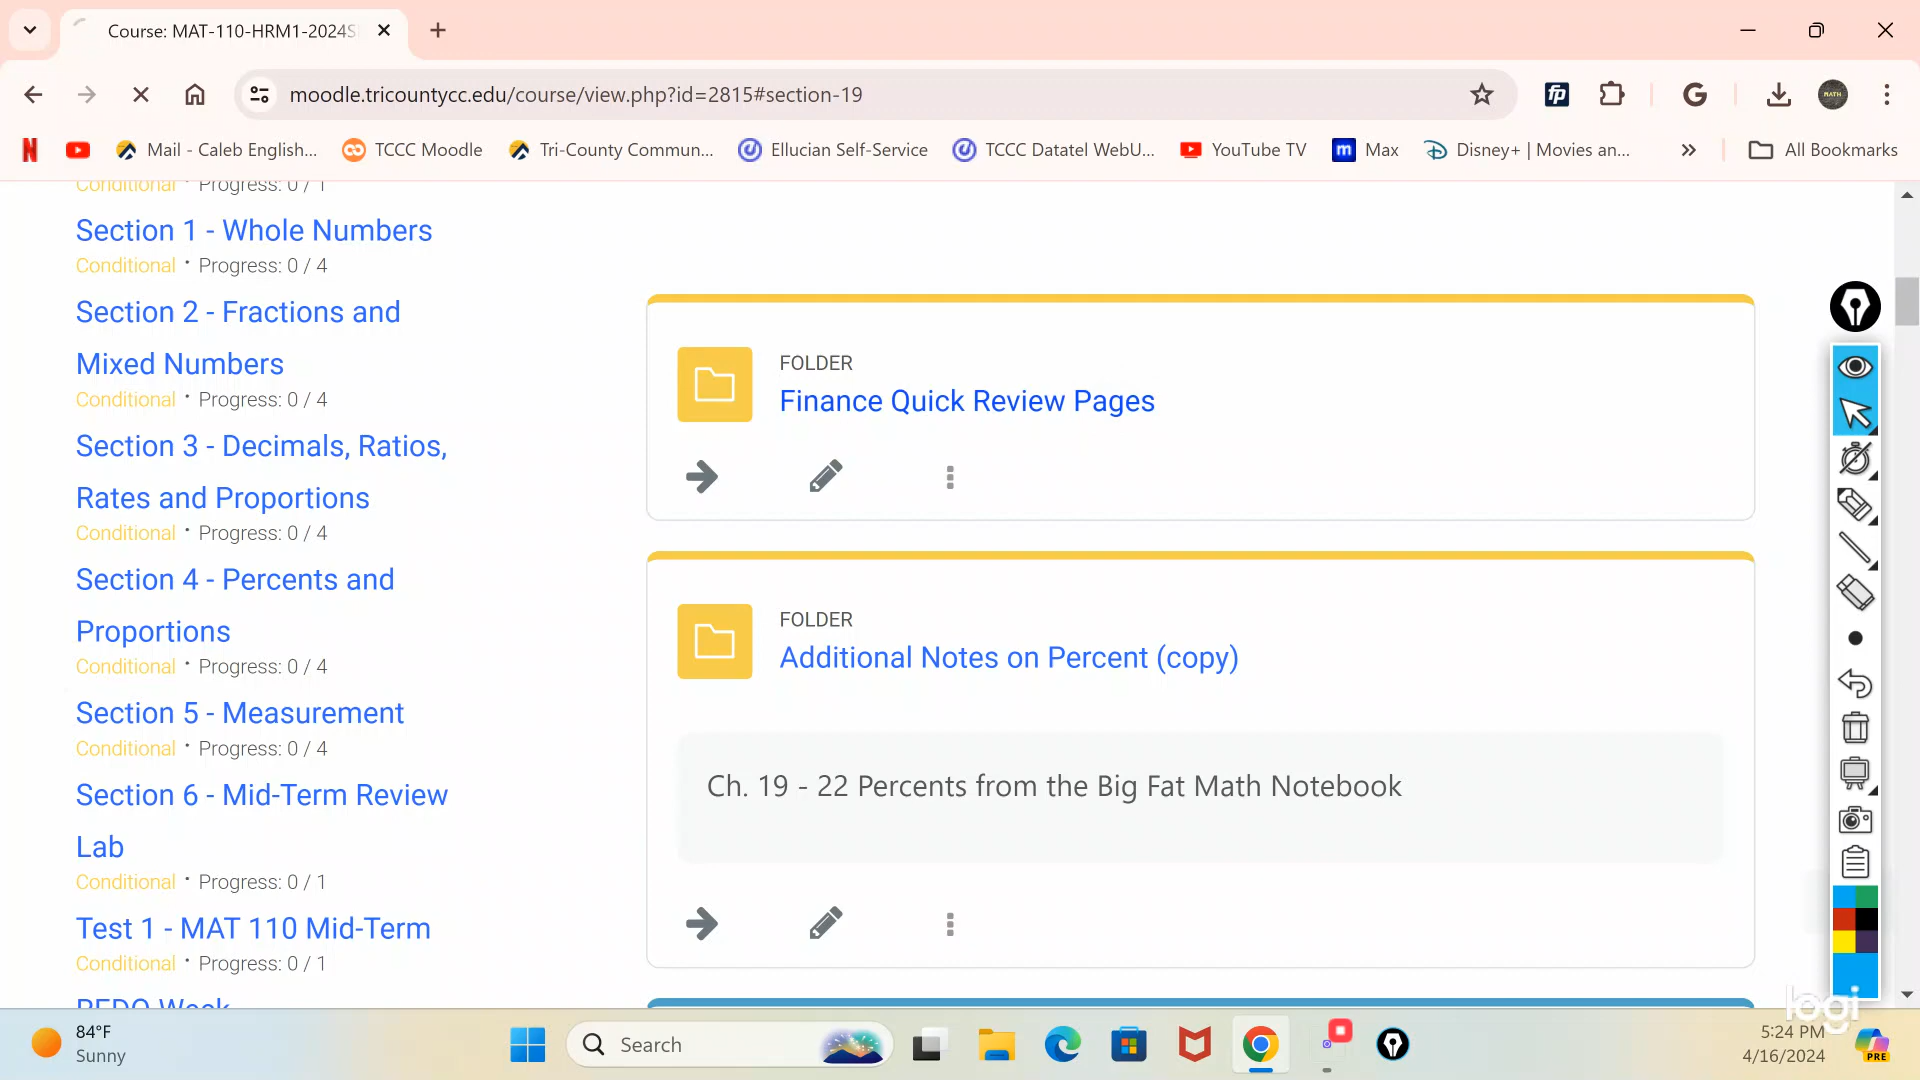 Course: MAT-110-HRM1-2024S
moodle.tricountycc.edu/course/view.php?id=2815#section-19
Mail - Caleb English...
TCCC Moodle
Tri-County Commun...
Ellucian Self-Service
TCCC Datatel WebU...
YouTube TV
Max
Disney+ | Movies an...
All Bookmarks
Conditional · Progress: 0 / 1
Section 1 - Whole Numbers
Conditional · Progress: 0 / 4
Section 2 - Fractions and
Mixed Numbers
Conditional · Progress: 0 / 4
Section 3 - Decimals, Ratios,
Rates and Proportions
Conditional · Progress: 0 / 4
Section 4 - Percents and
Proportions
Conditional · Progress: 0 / 4
Section 5 - Measurement
Conditional · Progress: 0 / 4
Section 6 - Mid-Term Review
Lab
Conditional · Progress: 0 / 1
Test 1 - MAT 110 Mid-Term
Conditional · Progress: 0 / 1
REDO Week
FOLDER
Finance Quick Review Pages
FOLDER
Additional Notes on Percent (copy)
Ch. 19 - 22 Percents from the Big Fat Math Notebook
logi
84°F
Sunny
Search
5:24 PM
4/16/2024
PRE